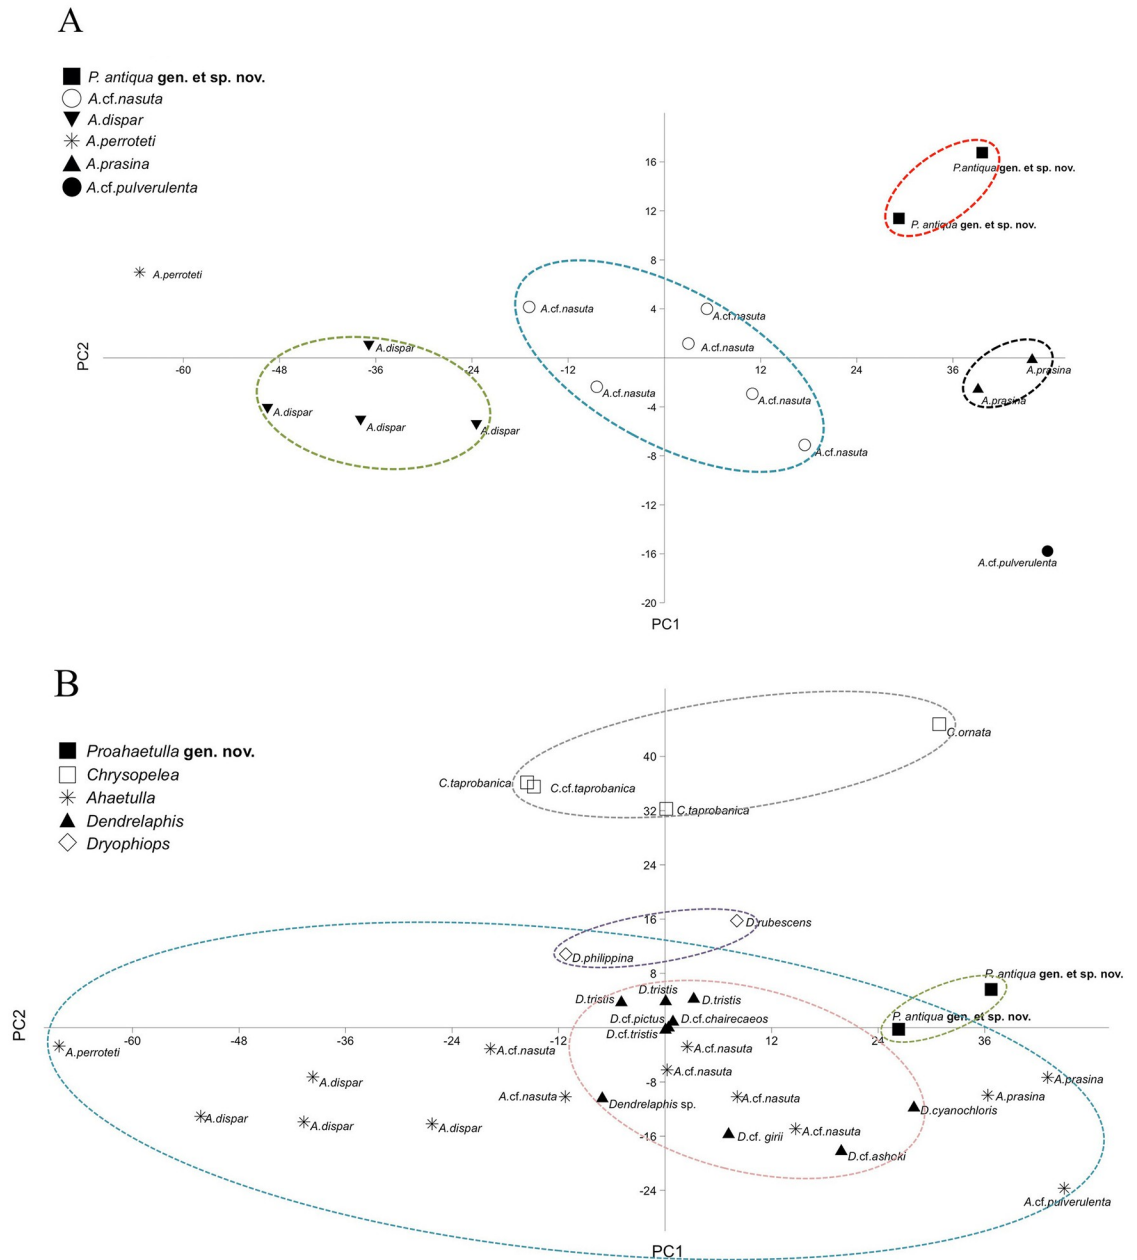 A
P. antiqua gen. et sp. nov.
A.cf.nasuta
A.dispar
A.perroteti
A.prasina
A.cf.pulverulenta
16
P.antiqua gen. et sp. nov.
12
P. antiqua gen. et sp. nov.
8
A.perroteti
4
A.cf.nasuta
A.cf.nasuta
A.dispar
A.cf.nasuta
PC2
-60
-48
-36
-24
-12
12
24
36
A.prasina
A.cf.nasuta
A.cf.nasuta
A.prasina
-4
A.dispar
A.dispar
A.dispar
A.cf.nasuta
-8
-12
-16
A.cf.pulverulenta
-20
PC1
B
Proahaetulla gen. nov.
Chrysopelea
Ahaetulla
Dendrelaphis
Dryophiops
C.ornata
40
C.taprobanica
C.cf.taprobanica
32
C.taprobanica
24
16
D.rubescens
D.philippina
8
P. antiqua gen. et sp. nov.
D.tristis
D.tristis
D.tristis
D.cf.pictus
D.cf.chairecaeos
P. antiqua gen. et sp. nov.
D.cf.tristis
PC2
-60
-48
-36
-24
-12
12
24
36
A.perroteti
A.cf.nasuta
A.cf.nasuta
A.cf.nasuta
A.dispar
-8
A.prasina
A.cf.nasuta
Dendrelaphis sp.
A.cf.nasuta
A.prasina
D.cyanochloris
A.dispar
A.dispar
A.dispar
-16
D.cf. girii
A.cf.nasuta
D.cf.ashoki
-24
A.cf.pulverulenta
PC1